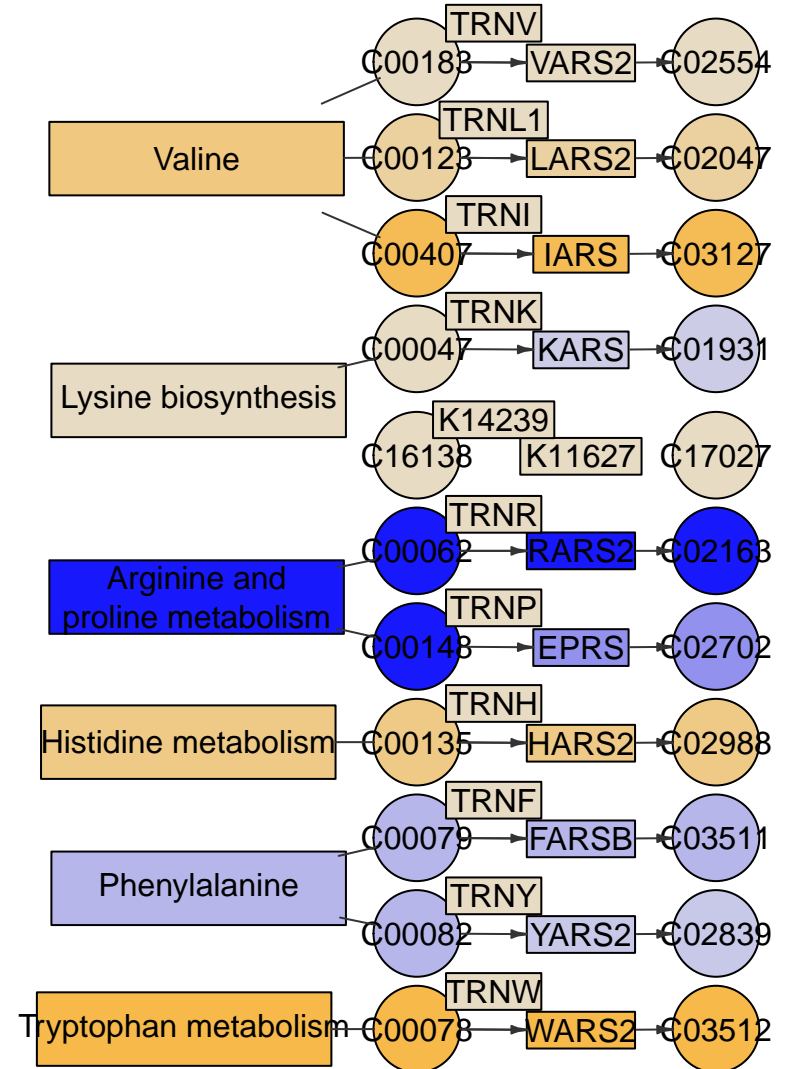 TRNV
C00183 VARS2 C02554
TRNL1
Valine C00123 LARS2 C02047
TRNI
C00407 IARS C03127
TRNK
C00047 KARS C01931
Lysine biosynthesis
K14239
C16138 K11627 C17027
TRNR
C00062 RARS2 C02163
Arginine and
proline metabolism
TRNP
C00148 EPRS C02702
TRNH
Histidine metabolism C00135 HARS2 C02988
TRNF
C00079 FARSB C03511
Phenylalanine
TRNY
C00082 YARS2 C02839
TRNW
Tryptophan metabolism C00078 WARS2 C03512